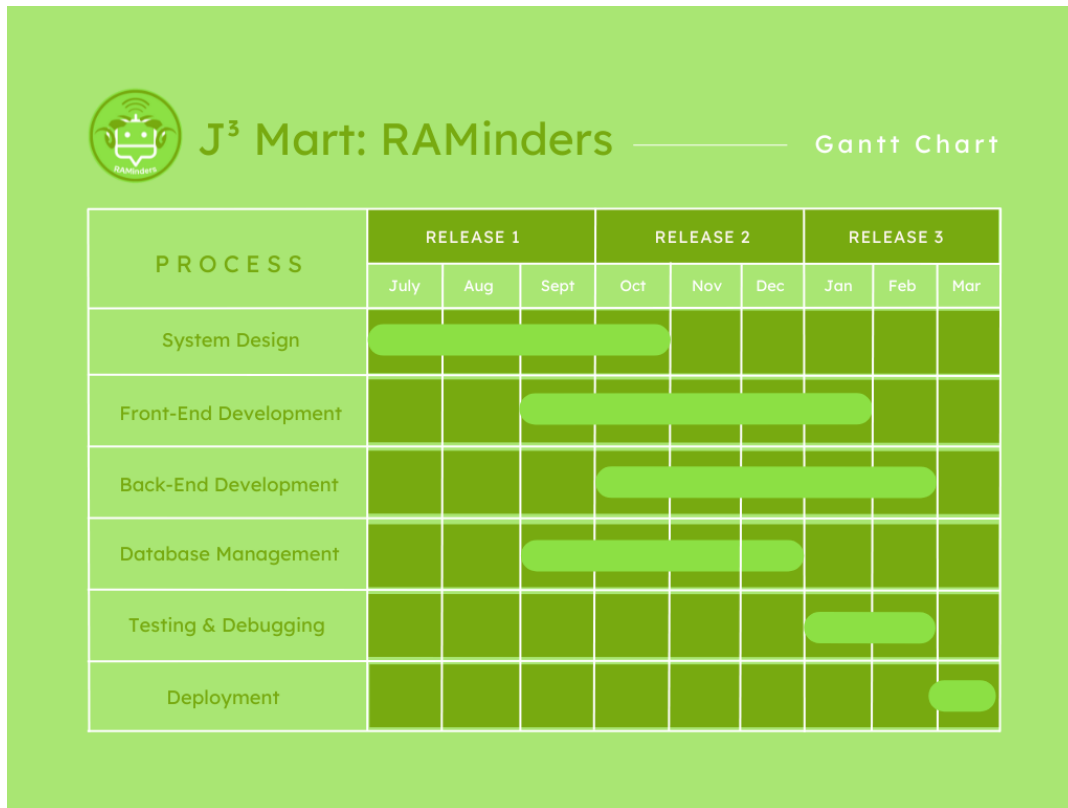 RAMinders
J³ Mart: RAMinders
Gantt Chart
PROCESS
RELEASE 1 RELEASE 2 RELEASE 3
July Aug Sept Oct Nov Dec Jan Feb Mar
System Design
Front-End Development
Back-End Development
Database Management
Testing & Debugging
Deployment